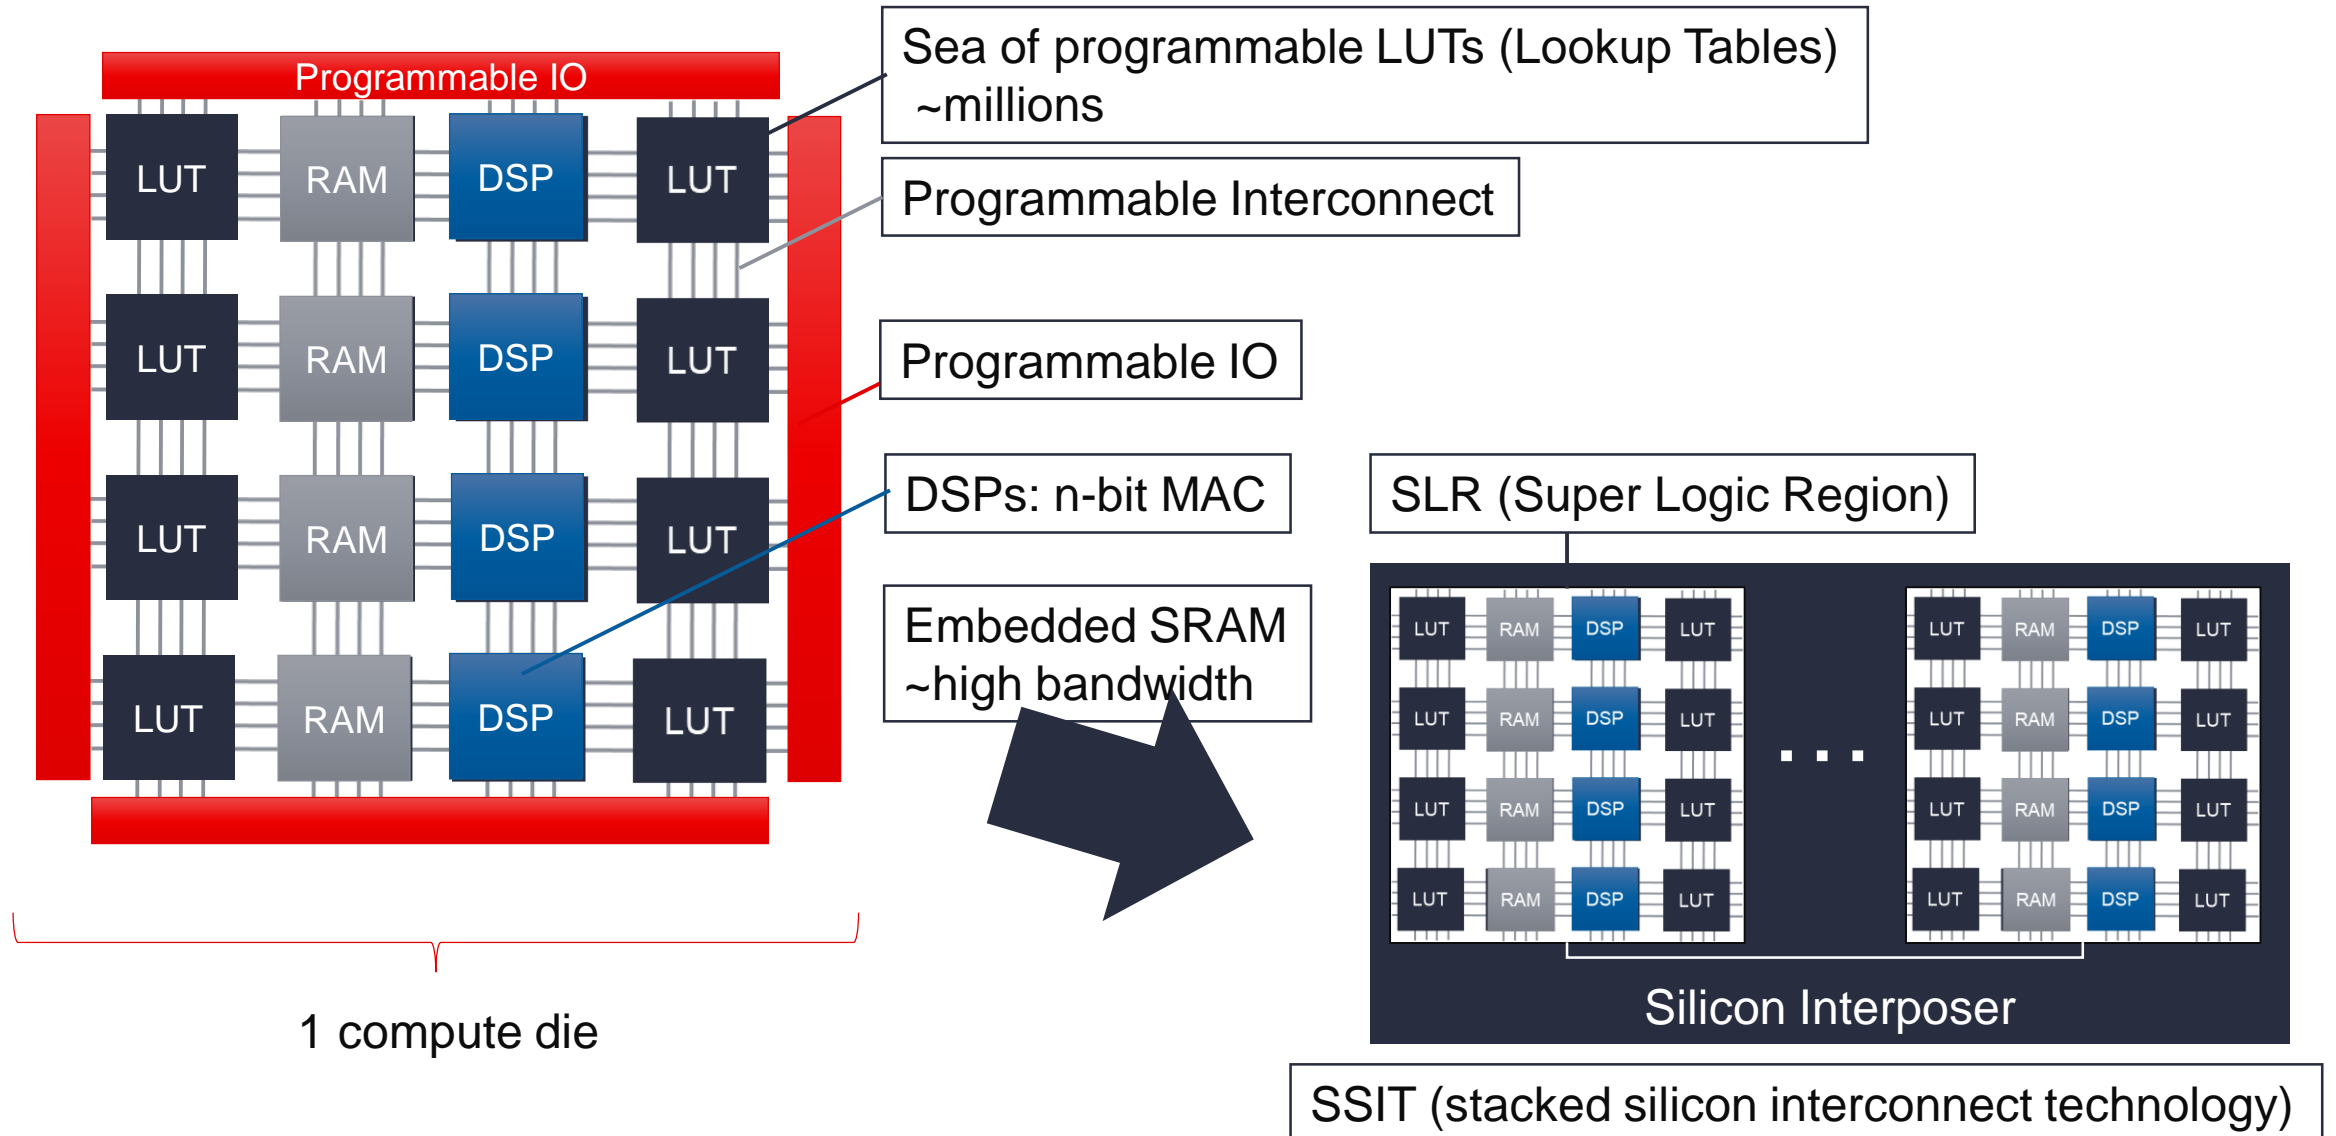 Programmable IO
LUT RAM DSP LUT
LUT RAM DSP LUT
LUT RAM DSP LUT
LUT RAM DSP LUT
1 compute die
Sea of programmable LUTs (Lookup Tables)
~millions
Programmable Interconnect
Programmable IO
DSPs: n-bit MAC
Embedded SRAM
~high bandwidth
SLR (Super Logic Region)
LUT RAM DSP LUT
LUT RAM DSP LUT
LUT RAM DSP LUT
LUT RAM DSP LUT
. . .
LUT RAM DSP LUT
LUT RAM DSP LUT
LUT RAM DSP LUT
LUT RAM DSP LUT
Silicon Interposer
SSIT (stacked silicon interconnect technology)